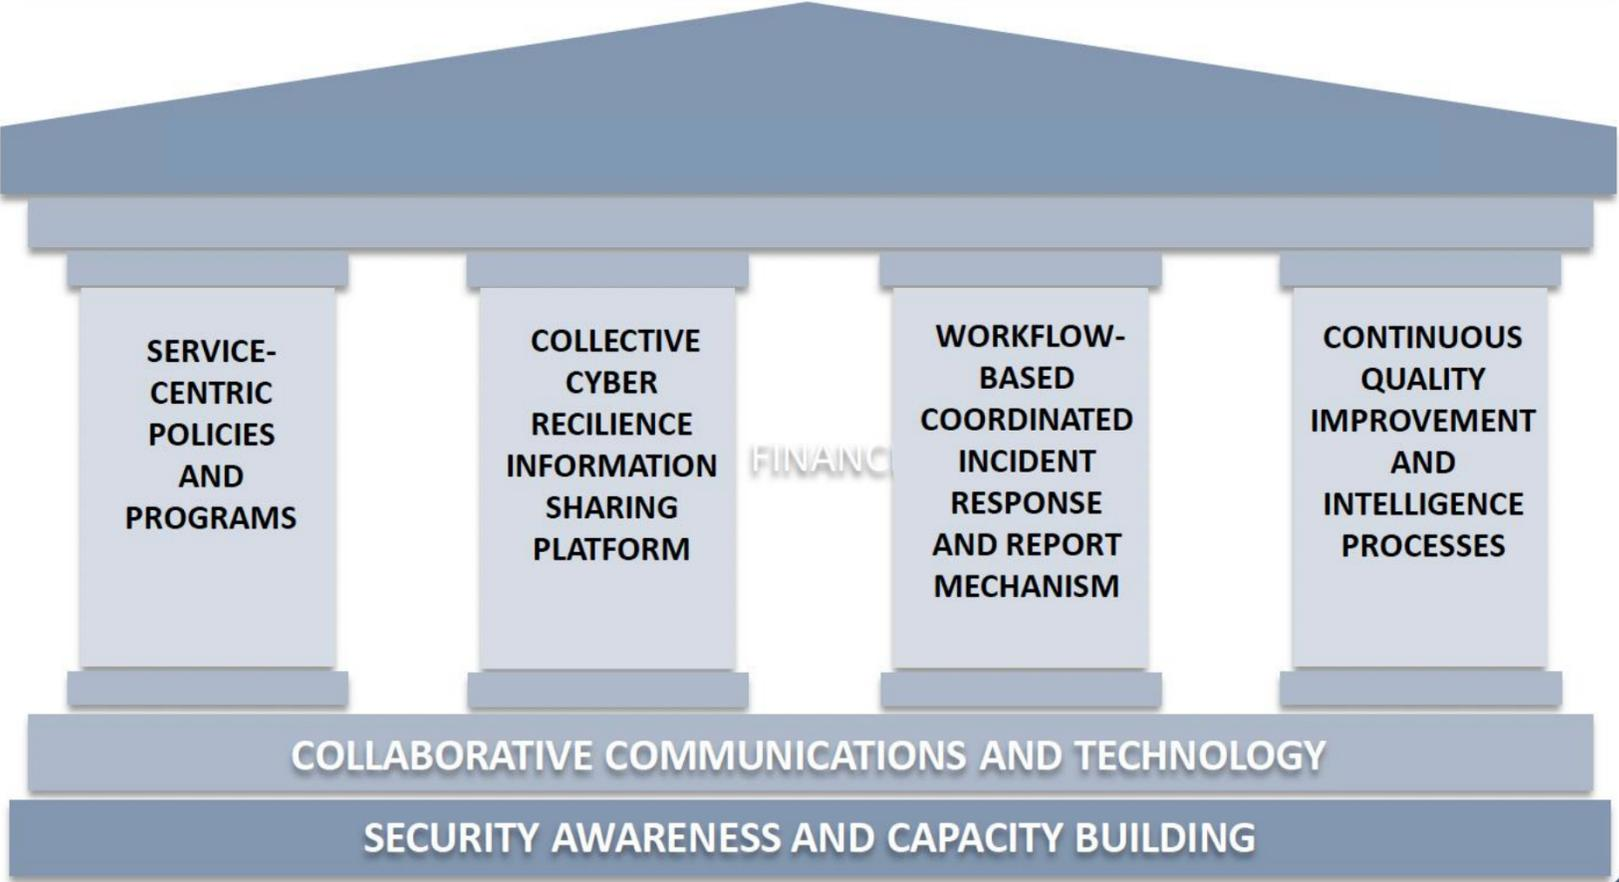 SERVICE-
CENTRIC
POLICIES
AND
PROGRAMS
COLLECTIVE
CYBER
RECILIENCE
INFORMATION
SHARING
PLATFORM
FINANC
WORKFLOW-
BASED
COORDINATED
INCIDENT
RESPONSE
AND REPORT
MECHANISM
CONTINUOUS
QUALITY
IMPROVEMENT
AND
INTELLIGENCE
PROCESSES
COLLABORATIVE COMMUNICATIONS AND TECHNOLOGY
SECURITY AWARENESS AND CAPACITY BUILDING